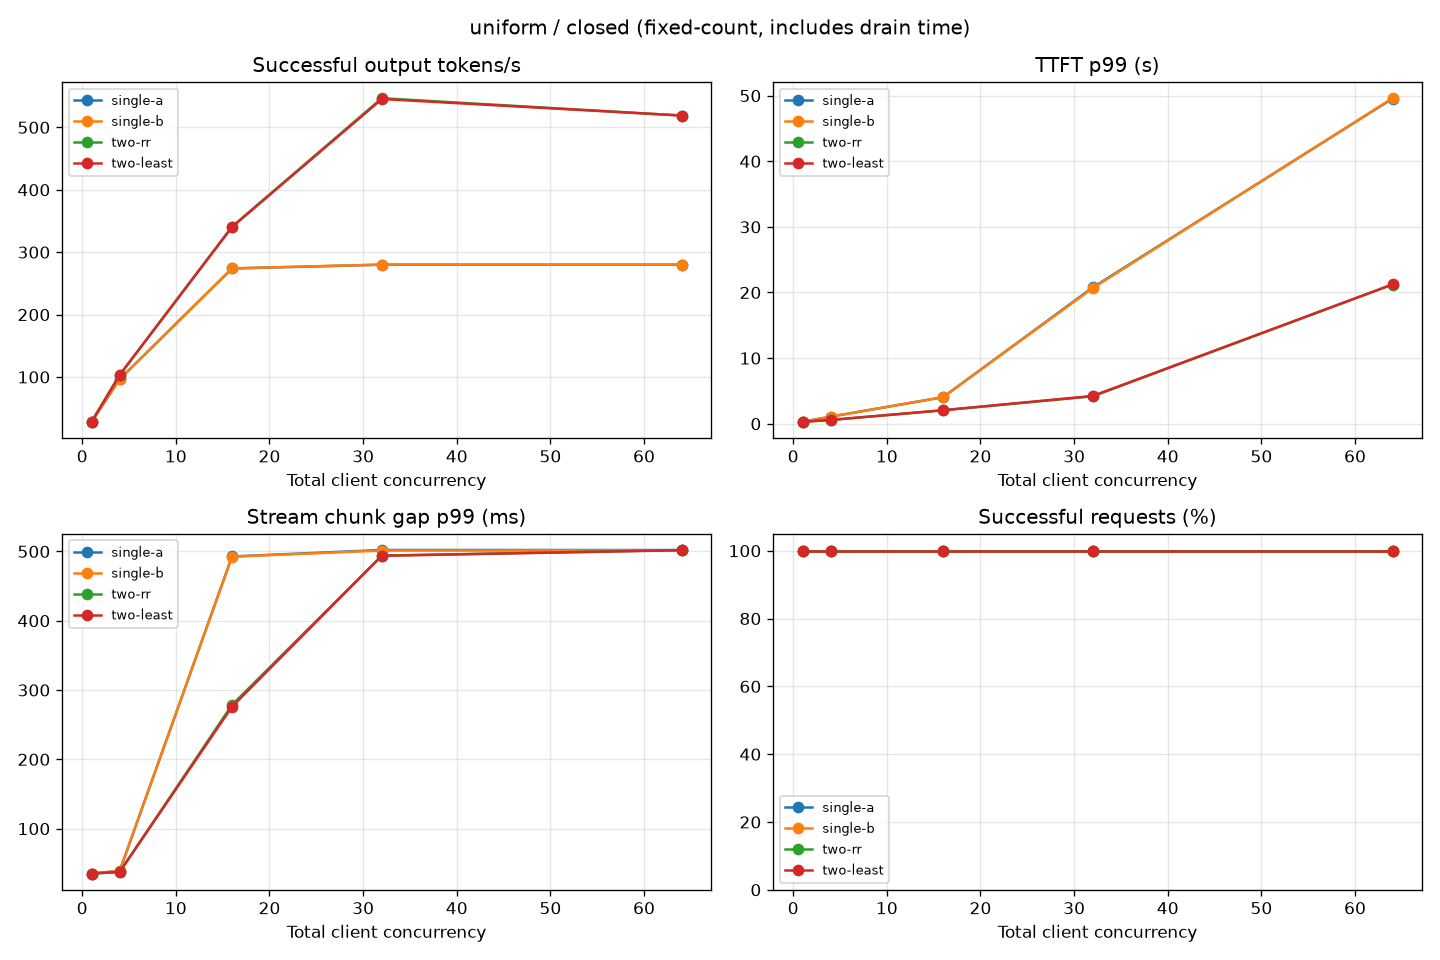 uniform / closed (fixed-count, includes drain time)
Successful output tokens/s
single-a
single-b
two-rr
two-least
500
400
300
200
100
0 10 20 30 40 50 60
Total client concurrency
TTFT p99 (s)
single-a
single-b
two-rr
two-least
50
40
30
20
10
0
0 10 20 30 40 50 60
Total client concurrency
Stream chunk gap p99 (ms)
single-a
single-b
two-rr
two-least
500
400
300
200
100
0 10 20 30 40 50 60
Total client concurrency
Successful requests (%)
100
80
60
40
20
0
single-a
single-b
two-rr
two-least
0 10 20 30 40 50 60
Total client concurrency